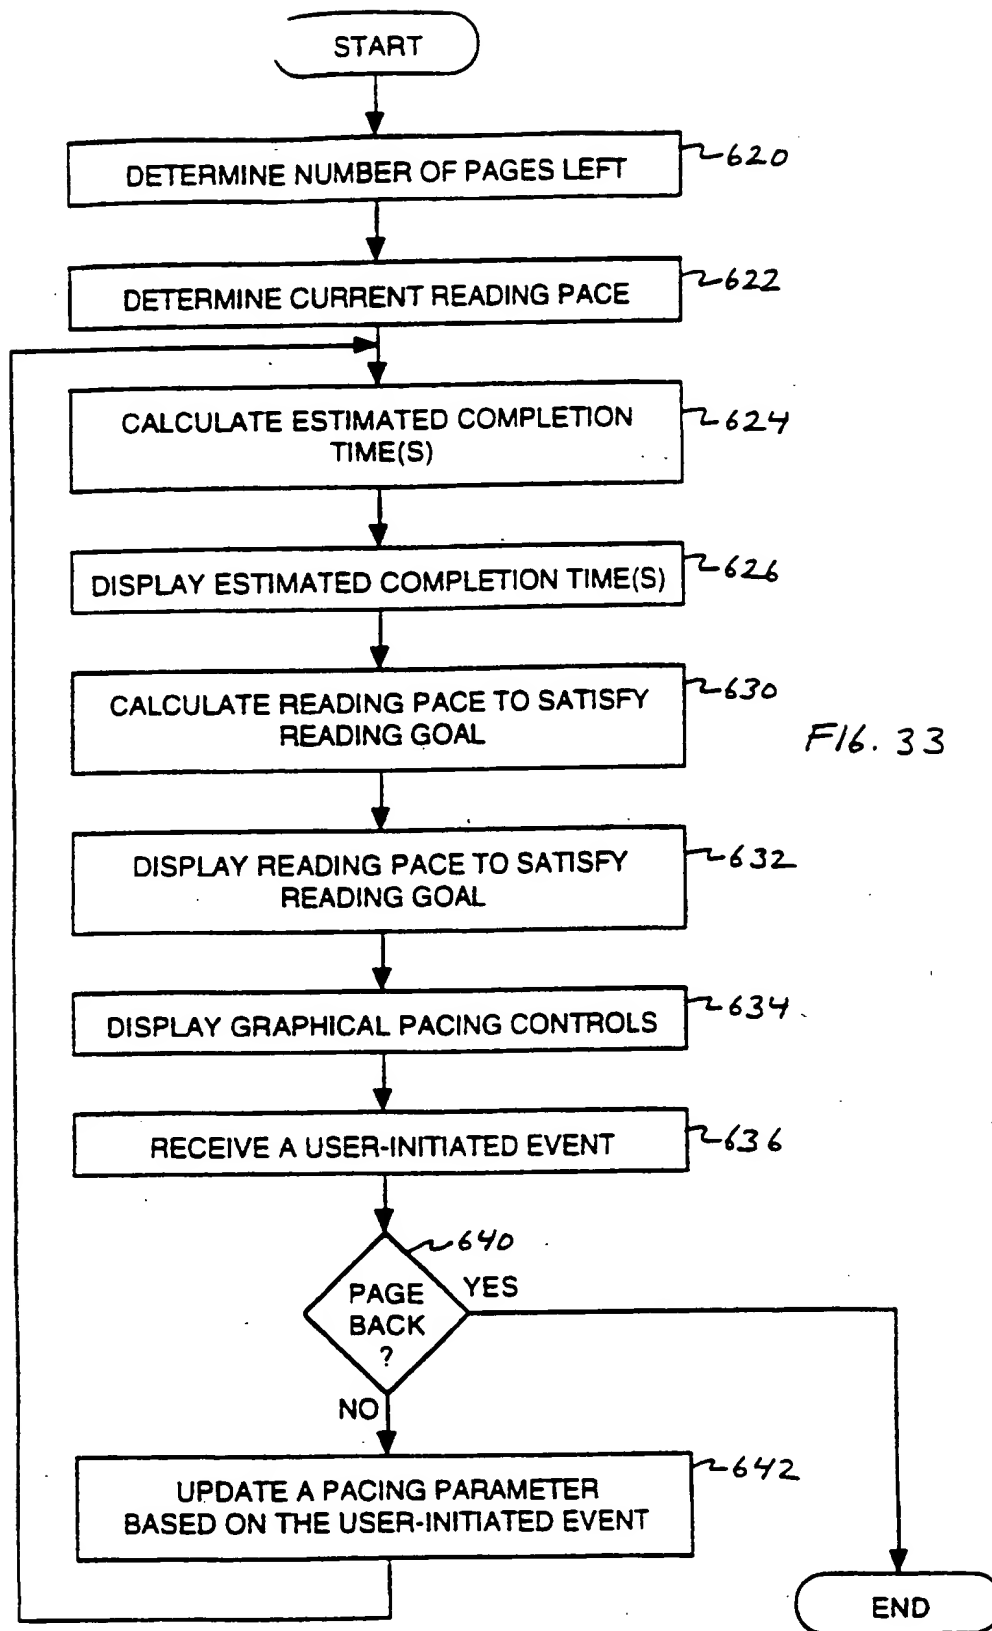 START
DETERMINE NUMBER OF PAGES LEFT
620
DETERMINE CURRENT READING PACE
622
CALCULATE ESTIMATED COMPLETION
TIME(S)
624
DISPLAY ESTIMATED COMPLETION TIME(S)
626
CALCULATE READING PACE TO SATISFY
READING GOAL
630
FIG. 33
DISPLAY READING PACE TO SATISFY
READING GOAL
632
DISPLAY GRAPHICAL PACING CONTROLS
634
RECEIVE A USER-INITIATED EVENT
636
640
PAGE
BACK
?
YES
NO
UPDATE A PACING PARAMETER
BASED ON THE USER-INITIATED EVENT
642
END